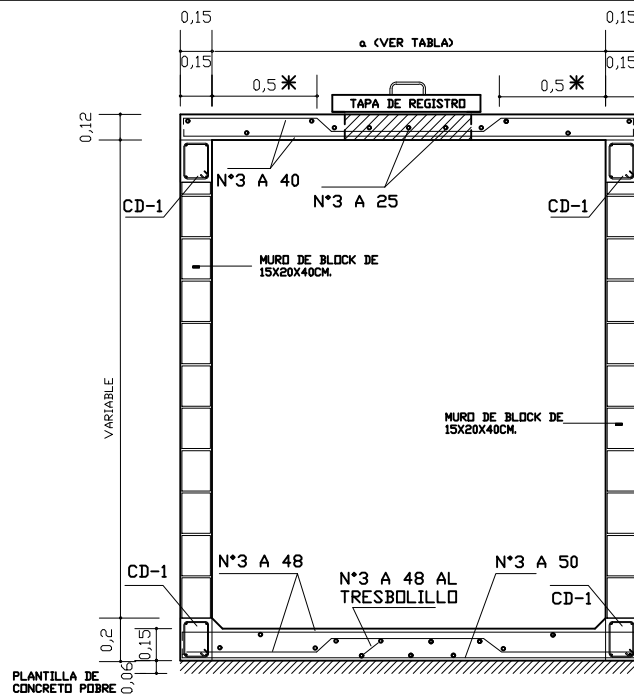 0,15
0,15
a (VER TABLA)
0,15
0,15
0,5 *
0,5 *
TAPA DE REGISTRO
0,12
N°3 A 40
N°3 A 25
CD-1
CD-1
MURO DE BLOCK DE
15X20X40CM.
VARIABLE
MURO DE BLOCK DE
15X20X40CM.
CD-1
N°3 A 48
N°3 A 48 AL
TRESBOLILLO
N°3 A 50
CD-1
0,2
0,15
0,06
PLANTILLA DE
CONCRETO POBRE